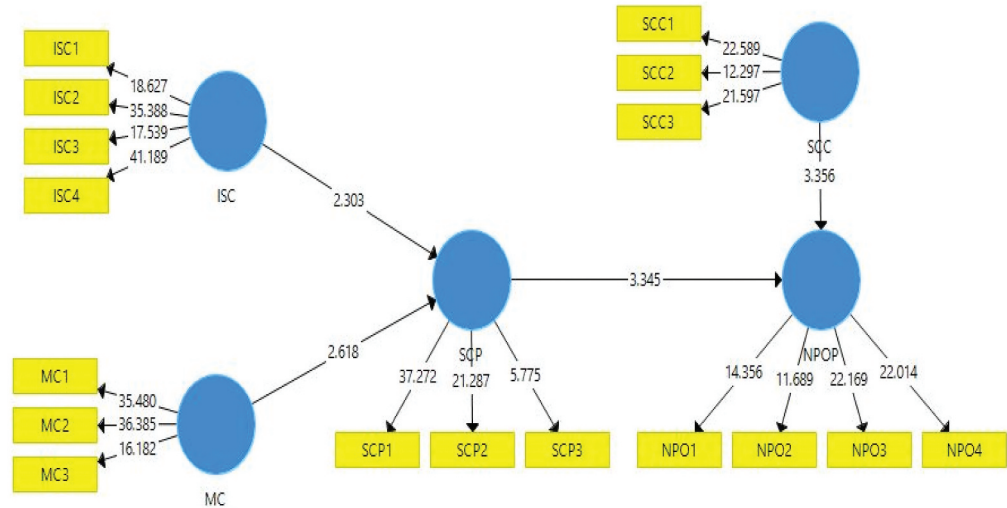 ISC1
ISC2
ISC3
ISC4
18.627
35.388
17.539
41.189
ISC
SCC1
SCC2
SCC3
22.589
12.297
21.597
SCC
2.303
3.356
3.345
2.618
SCP
NPOP
MC1
MC2
MC3
35.480
36.385
16.182
MC
37.272
21.287
5.775
SCP1
SCP2
SCP3
14.356
11.689
22.169
22.014
NPO1
NPO2
NPO3
NPO4